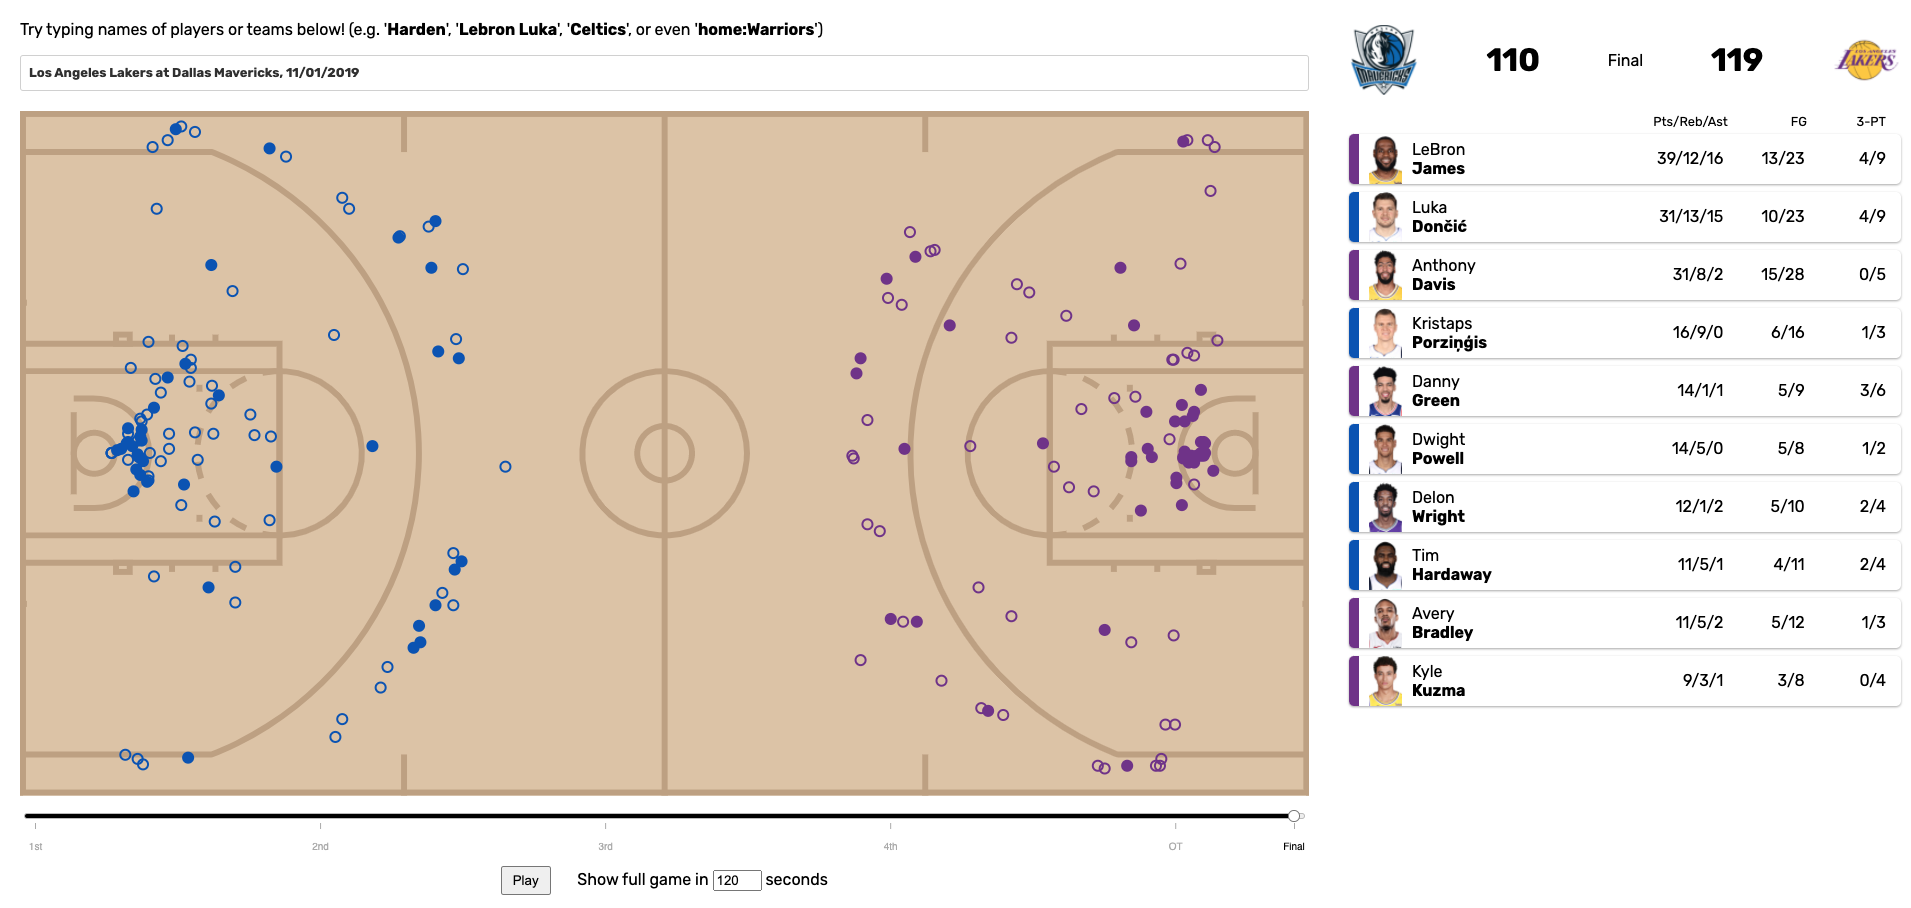 Try typing names of players or teams below! (e.g. 'Harden', 'Lebron Luka', 'Celtics', or even 'home:Warriors')
Los Angeles Lakers at Dallas Mavericks, 11/01/2019
MAVERICKS
110 Final 119
LOS ANGELES
LAKERS
Pts/Reb/Ast FG 3-PT
LeBron
James 39/12/16 13/23 4/9
Luka
Dončić 31/13/15 10/23 4/9
Anthony
Davis 31/8/2 15/28 0/5
Kristaps
Porziņģis 16/9/0 6/16 1/3
Danny
Green 14/1/1 5/9 3/6
Dwight
Powell 14/5/0 5/8 1/2
Delon
Wright 12/1/2 5/10 2/4
Tim
Hardaway 11/5/1 4/11 2/4
Avery
Bradley 11/5/2 5/12 1/3
Kyle
Kuzma 9/3/1 3/8 0/4
1st 2nd 3rd 4th OT Final
Play Show full game in 120 seconds